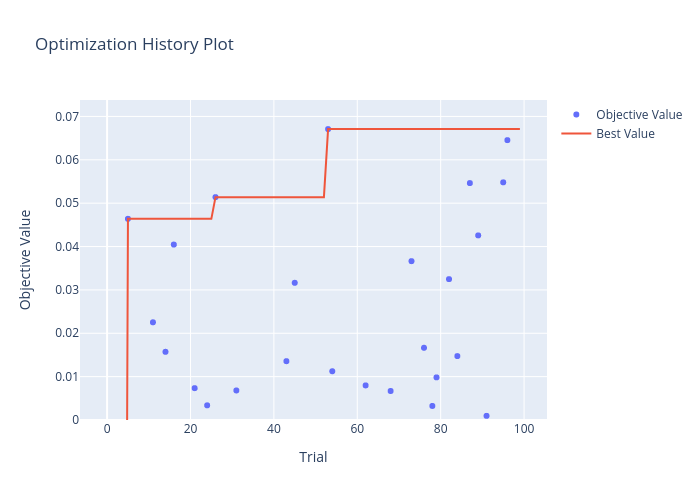 Optimization History Plot
Objective Value
Best Value
0.07
0.06
0.05
0.04
0.03
0.02
0.01
0
0 20 40 60 80 100
Trial
Objective Value